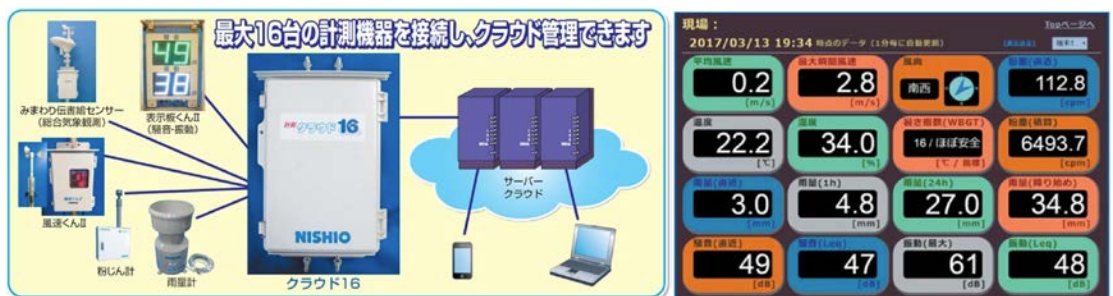 最大16台の計測機器を接続し、クラウド管理できます
49
38
みまわり伝書鳩センサー
(総合気象観測)
表示板くんⅡ
(騒音・振動)
風速くんⅡ
粉じん計
雨量計
クラウド16
NISHIO
クラウド16
サーバー
クラウド
現場：
Topページへ
2017/03/13 19:34 時点のデータ (1分毎に自動更新)
平均風速
0.2
[m/s]
最大瞬間風速
2.8
[m/s]
風向
南西
粉塵(直近)
112.8
[cpm]
温度
22.2
[℃]
湿度
34.0
[%]
暑さ指数(WBGT)
16/ほぼ安全
[℃ / 指標]
粉塵(積算)
6493.7
[cpm]
雨量(直近)
3.0
[mm]
雨量(1h)
4.8
[mm]
雨量(24h)
27.0
[mm]
雨量(降り始め)
34.8
[mm]
騒音(直近)
49
[dB]
騒音(Leq)
47
[dB]
振動(最大)
61
[dB]
振動(Leq)
48
[dB]